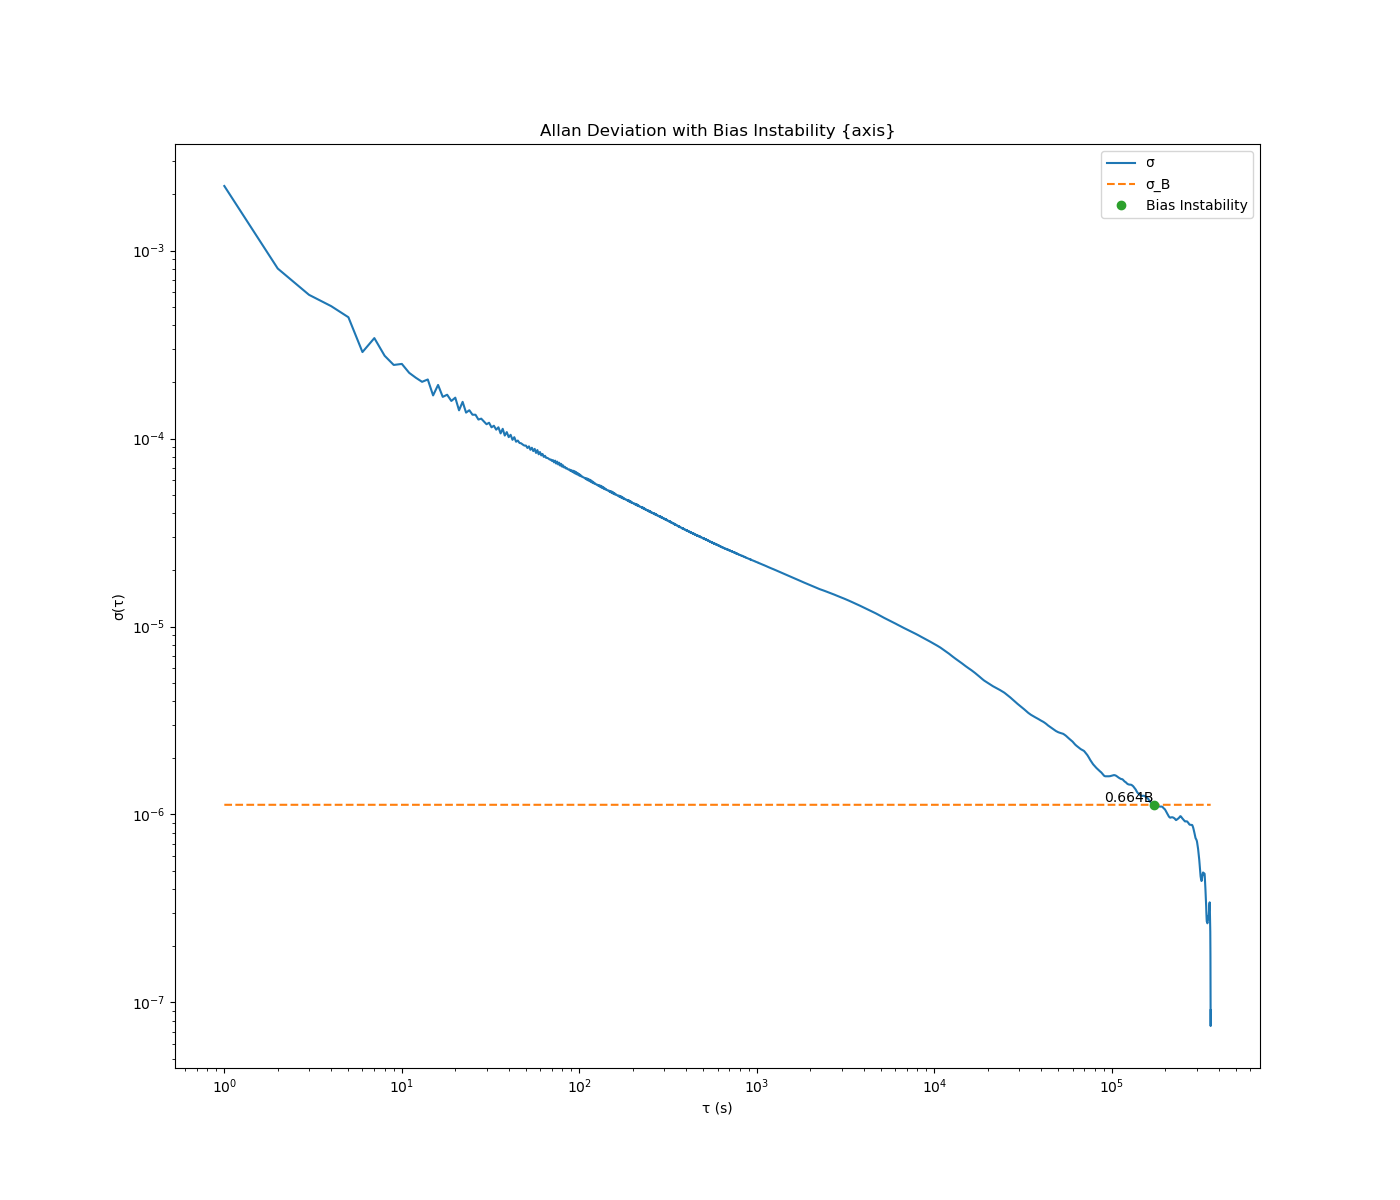 Allan Deviation with Bias Instability {axis}
σ
σ_B
Bias Instability
10⁻³
10⁻⁴
10⁻⁵
10⁻⁶
10⁻⁷
σ(τ)
0.664B
10⁰ 10¹ 10² 10³ 10⁴ 10⁵
τ (s)